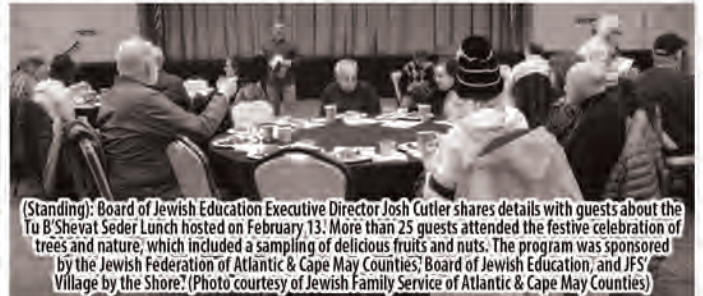 (Standing): Board of Jewish Education Executive Director Josh Cutler shares details with guests about the
Tu B'Shevat Seder Lunch hosted on February 13. More than 25 guests attended the festive celebration of
trees and nature, which included a sampling of delicious fruits and nuts. The program was sponsored
by the Jewish Federation of Atlantic & Cape May Counties, Board of Jewish Education, and JFS'
Village by the Shore. (Photo courtesy of Jewish Family Service of Atlantic & Cape May Counties)